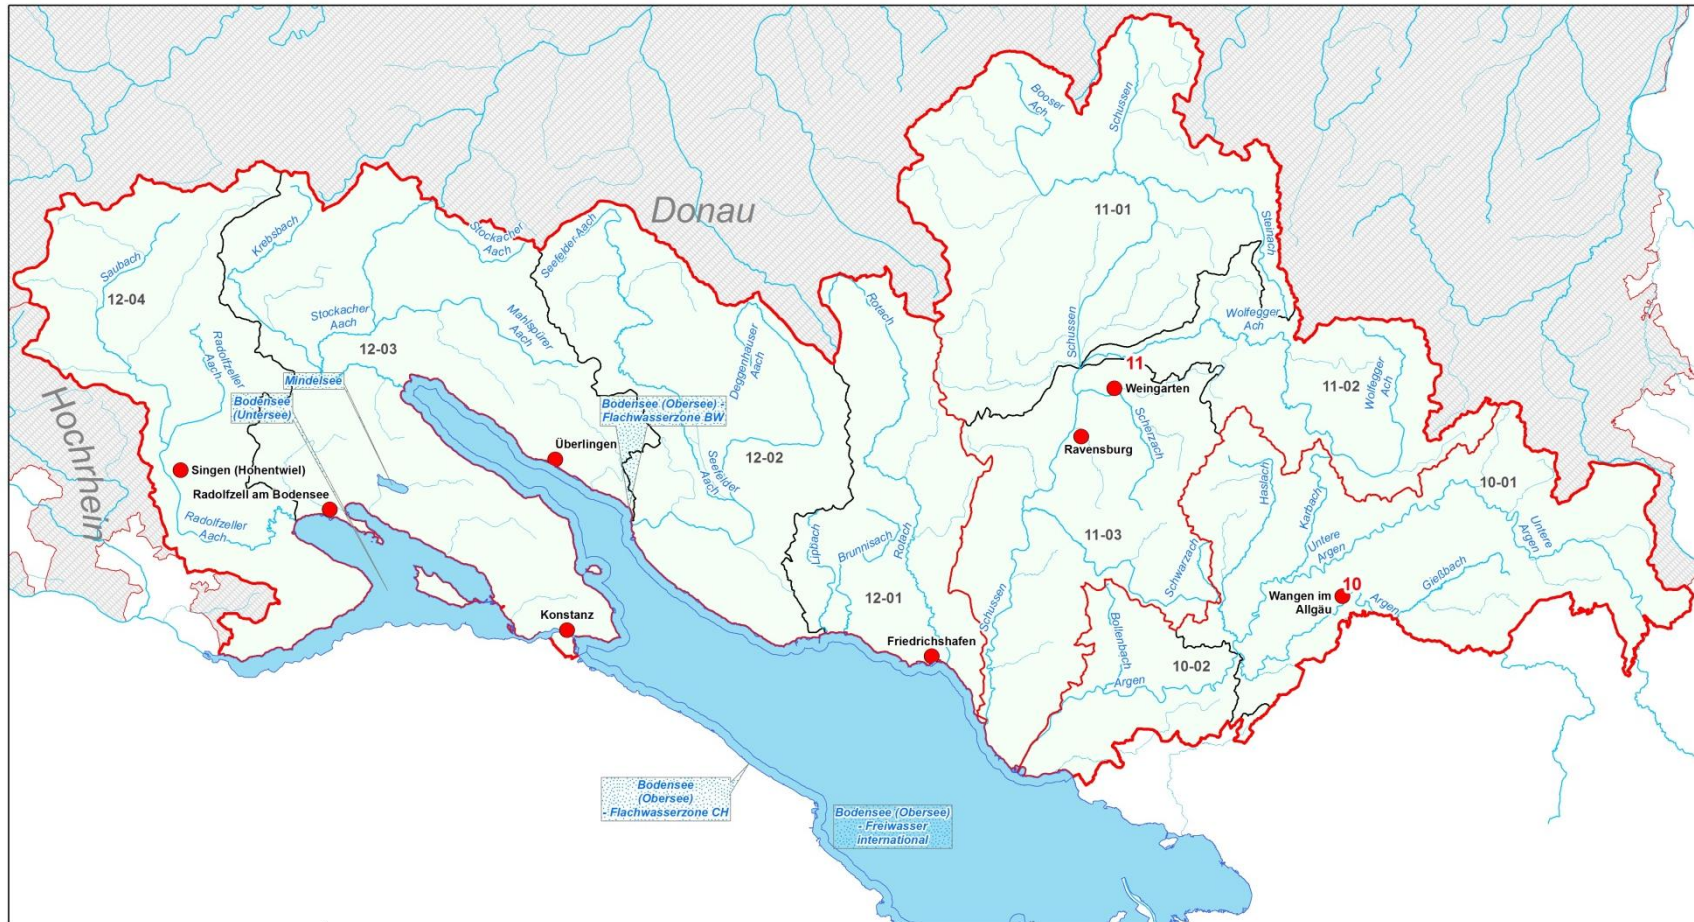 Booser
Ach
Schussen
Donau
11-01
Steinach
Krebsbach
Stockacher
Aach
Seefelder-Aach
Saubach
12-04
Rotach
Wolfegger
Ach
Stockacher
Aach
Mahlspürer
Aach
12-03
Schussen
Radolfzeller
Aach
Deggenhauser
Aach
11
Weingarten
11-02
Wolfegger
Ach
Mindelsee
Bodensee
(Untersee)
Bodensee (Obersee) -
Flachwasserzone BW
Hochrhein
Überlingen
Scherzach
Ravensburg
12-02
Seefelder
Aach
Singen (Hohentwiel)
Radolfzell am Bodensee
Haslach
Karbach
10-01
Radolfzeller
Aach
Lipbach
Brunnisach
Rotach
11-03
Untere
Argen
Untere
Argen
Schwarzach
Gießbach
12-01
10
Wangen im
Allgäu
Argen
Konstanz
Friedrichshafen
Schussen
Bollenbach
Argen
10-02
Bodensee
(Obersee)
- Flachwasserzone CH
Bodensee (Obersee)
- Freiwasser
international